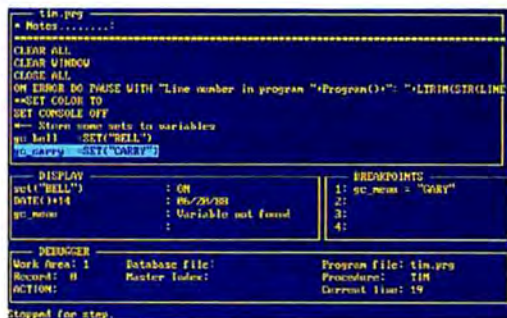 tim.prg
* Notes........:
CLEAR ALL
CLEAR WINDOW
CLOSE ALL
ON ERROR DO PAUSE WITH "Line number in program "+Program()+": "+LTRIM(STR(LINE
**SET COLOR TO
SET CONSOLE OFF
*-- Store some sets to variables
gc_bell =SET("BELL")
gc_carry =SET("CARRY")
DISPLAY
set("BELL") : ON
DATE()+14 : 06/28/88
gc_menu : Variable not found
:
BREAKPOINTS
1: gc_menu = "GARY"
2:
3:
4:
DEBUGGER
Work Area: 1 Database file: Program file: tim.prg
Record: 0 Master Index: Procedure: TIM
ACTION: Current line: 19
Stopped for step.